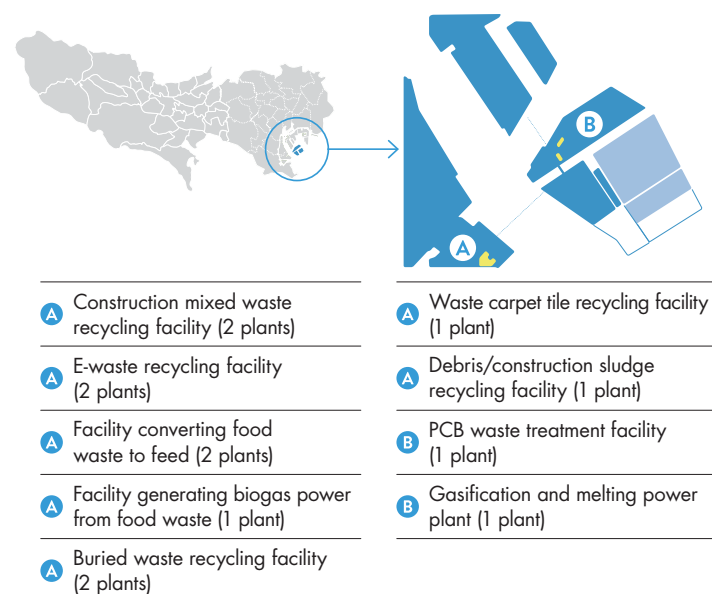 B
A
A Construction mixed waste
recycling facility (2 plants)
A E-waste recycling facility
(2 plants)
A Facility converting food
waste to feed (2 plants)
A Facility generating biogas power
from food waste (1 plant)
A Buried waste recycling facility
(2 plants)
A Waste carpet tile recycling facility
(1 plant)
A Debris/construction sludge
recycling facility (1 plant)
B PCB waste treatment facility
(1 plant)
B Gasification and melting power
plant (1 plant)